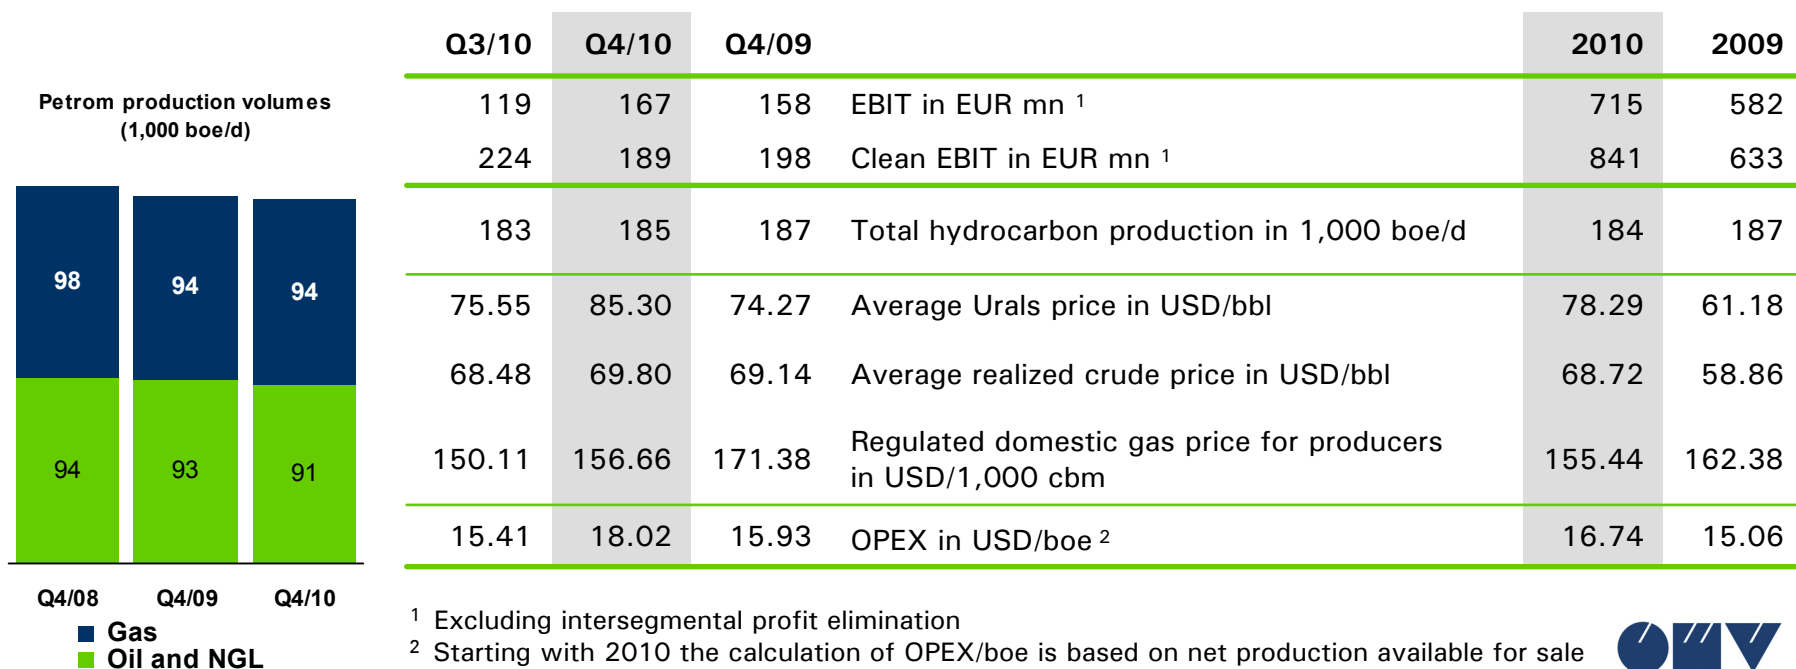 Petrom production volumes
(1,000 boe/d)
98 94 94
94 93 91
Q4/08 Q4/09 Q4/10
Gas
Oil and NGL
Q3/10 Q4/10 Q4/09 2010 2009
119 167 158 EBIT in EUR mn ¹ 715 582
224 189 198 Clean EBIT in EUR mn ¹ 841 633
183 185 187 Total hydrocarbon production in 1,000 boe/d 184 187
75.55 85.30 74.27 Average Urals price in USD/bbl 78.29 61.18
68.48 69.80 69.14 Average realized crude price in USD/bbl 68.72 58.86
150.11 156.66 171.38 Regulated domestic gas price for producers
in USD/1,000 cbm 155.44 162.38
15.41 18.02 15.93 OPEX in USD/boe ² 16.74 15.06
¹ Excluding intersegmental profit elimination
² Starting with 2010 the calculation of OPEX/boe is based on net production available for sale
OMV